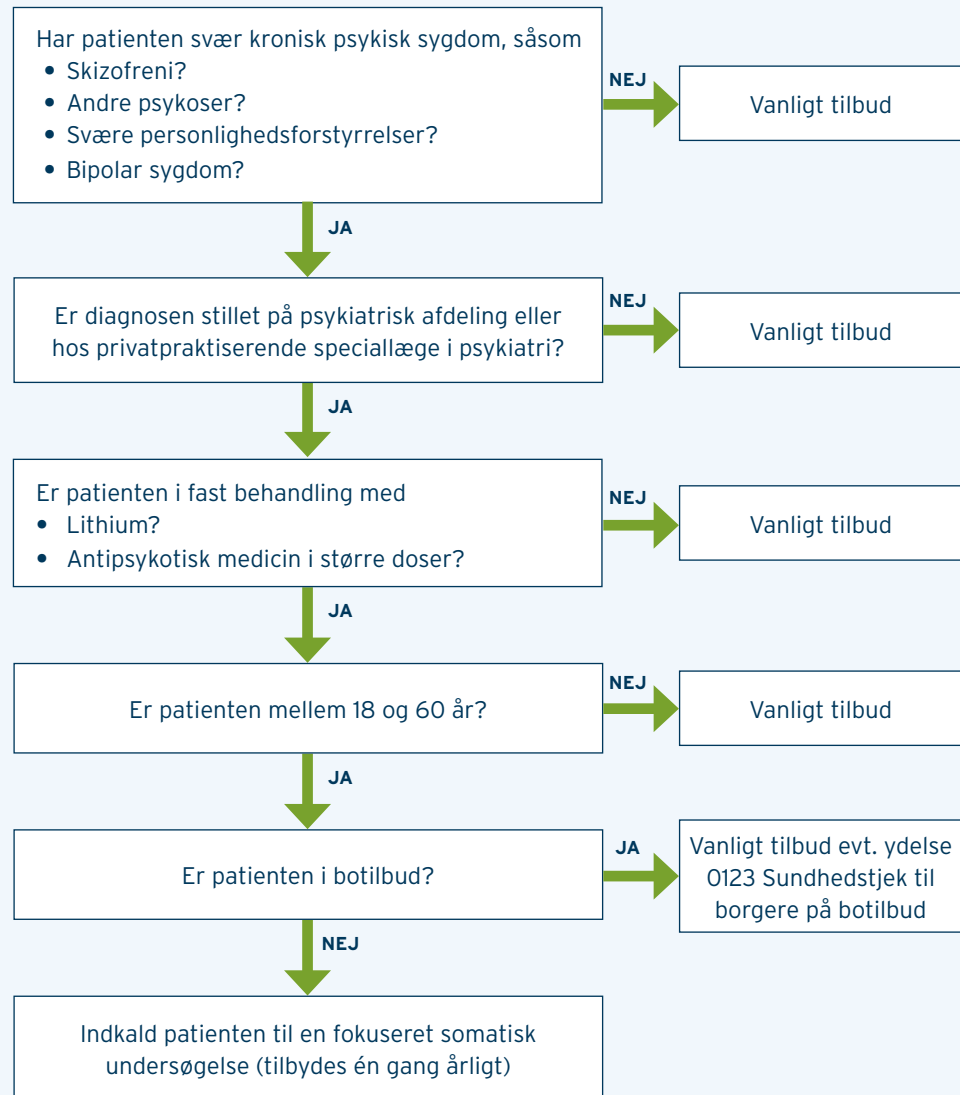 Har patienten svær kronisk psykisk sygdom, såsom
• Skizofreni?
• Andre psykoser?
• Svære personlighedsforstyrrelser?
• Bipolar sygdom?
NEJ
Vanligt tilbud
JA
Er diagnosen stillet på psykiatrisk afdeling eller
hos privatpraktiserende speciallæge i psykiatri?
NEJ
Vanligt tilbud
JA
Er patienten i fast behandling med
• Lithium?
• Antipsykotisk medicin i større doser?
NEJ
Vanligt tilbud
JA
Er patienten mellem 18 og 60 år?
NEJ
Vanligt tilbud
JA
Er patienten i botilbud?
JA
Vanligt tilbud evt. ydelse
0123 Sundhedstjek til
borgere på botilbud
NEJ
Indkald patienten til en fokuseret somatisk
undersøgelse (tilbydes én gang årligt)